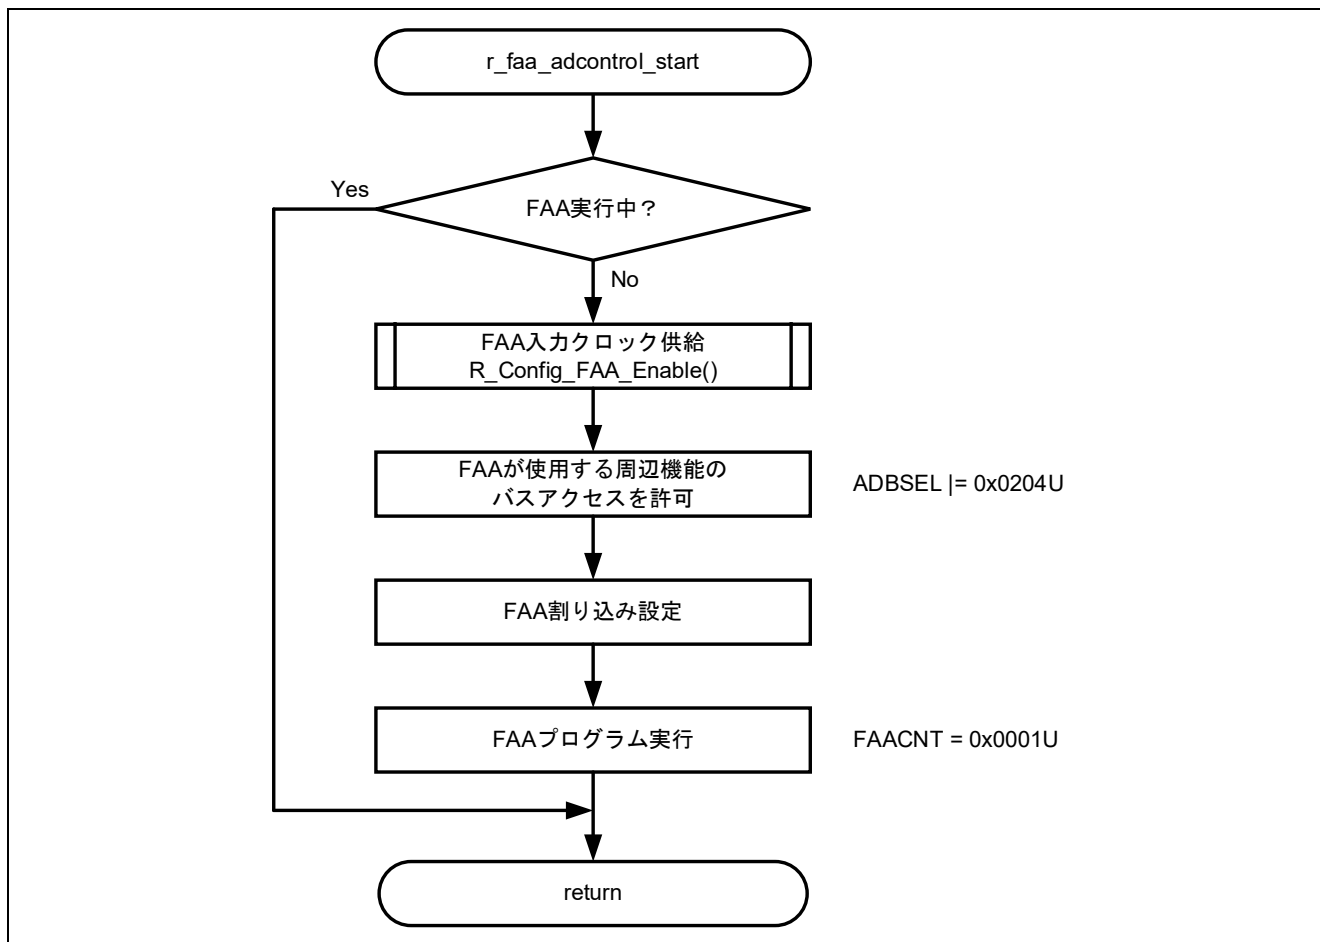 r_faa_adcontrol_start
Yes
FAA実行中？
No
FAA入力クロック供給
R_Config_FAA_Enable()
FAAが使用する周辺機能の
バスアクセスを許可
ADBSEL |= 0x0204U
FAA割り込み設定
FAAプログラム実行
FAACNT = 0x0001U
return